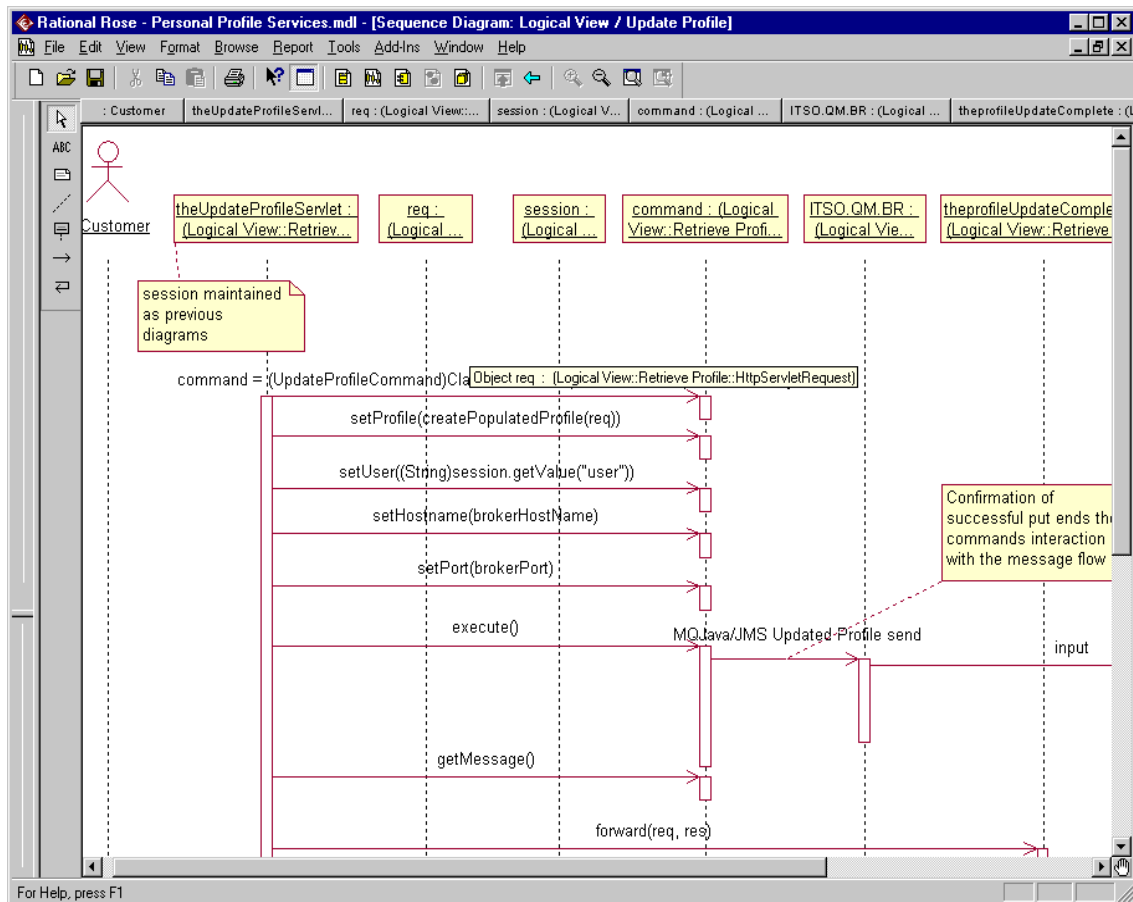 Rational Rose - Personal Profile Services.mdl - [Sequence Diagram: Logical View / Update Profile]
File Edit View Format Browse Report Tools Add-Ins Window Help
: Customer theUpdateProfileServl... req : (Logical View::... session : (Logical V... command : (Logical ... ITSO.QM.BR : (Logical ... theprofileUpdateComplete : (L
ABC
Customer
theUpdateProfileServlet :
(Logical View::Retriev...
req :
(Logical ...
session :
(Logical ...
command : (Logical
View::Retrieve Profi...
ITSO.QM.BR :
(Logical Vie...
theprofileUpdateComple
(Logical View::Retrieve
session maintained
as previous
diagrams
command = (UpdateProfileCommand)Cla
Object req : (Logical View::Retrieve Profile::HttpServletRequest)
setProfile(createPopulatedProfile(req))
setUser((String)session.getValue("user"))
Confirmation of
successful put ends the
commands interaction
with the message flow
setHostname(brokerHostName)
setPort(brokerPort)
execute()
MQJava/JMS Updated Profile send
input
getMessage()
forward(req, res)
For Help, press F1